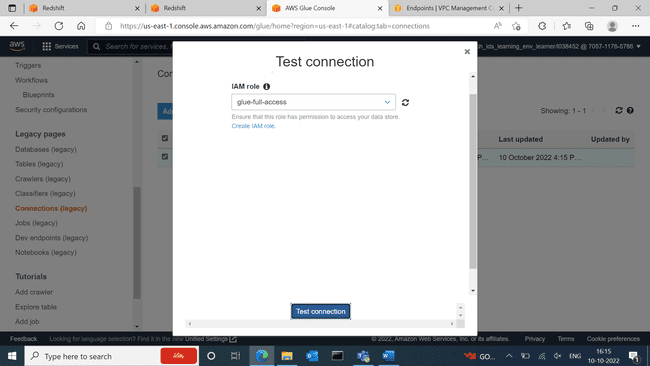 Redshift
Redshift
AWS Glue Console
Endpoints | VPC Management Co
https://us-east-1.console.aws.amazon.com/glue/home?region=us-east-1#catalog:tab=connections
aws
Services
Search for services,
Triggers
Workflows
Blueprints
Security configurations
Legacy pages
Databases (legacy)
Tables (legacy)
Crawlers (legacy)
Classifiers (legacy)
Connections (legacy)
Jobs (legacy)
Dev endpoints (legacy)
Notebooks (legacy)
Tutorials
Add crawler
Explore table
Add job
Con
Test connection
IAM role
glue-full-access
Ensure that this role has permission to access your data store.
Create IAM role.
Test connection
Showing: 1 - 1
Last updated
Updated by
10 October 2022 4:15 P...
Feedback
Looking for language selection? Find it in the new Unified Settings
© 2022, Amazon Web Services, Inc. or its affiliates.
Privacy
Terms
Cookie preferences
Type here to search
GO...
ENG
16:15
10-10-2022